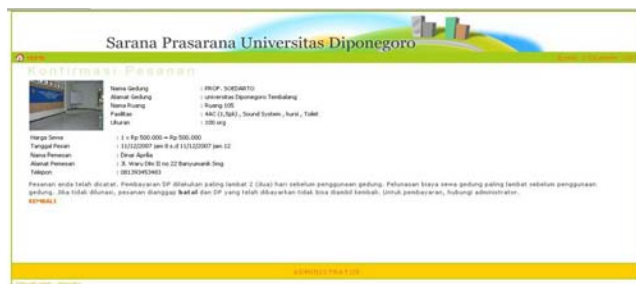 Sarana Prasarana Universitas Diponegoro
Konfirmasi Pesanan
Nama Gedung : PROF. SOEDARTO
Alamat Gedung : universitas Diponegoro Tembalang
Nama Ruang : Ruang 105
Fasilitas : 4AC (1,5pk) , Sound System , kursi , Toilet
Ukuran : 100 org
Harga Sewa : 1 x Rp 500.000 = Rp 500.000
Tanggal Pesan : 11/12/2007 jam 8 s.d 11/12/2007 jam 12
Nama Pemesan : Dinar Aprilia
Alamat Pemesan : Jl. Waru Dlm II no 22 Banyumanik Smg
Telepon : 081393453403
Pesanan anda telah dicatat. Pembayaran DP dilakukan paling lambat 2 (dua) hari sebelum penggunaan gedung. Pelunasan biaya sewa gedung paling lambat sebelum penggunaan
gedung. Jika tidak dilunasi, pesanan dianggap batal dan DP yang telah dibayarkan tidak bisa diambil kembali. Untuk pembayaran, hubungi administrator.
KEMBALI
ADMINISTRATOR